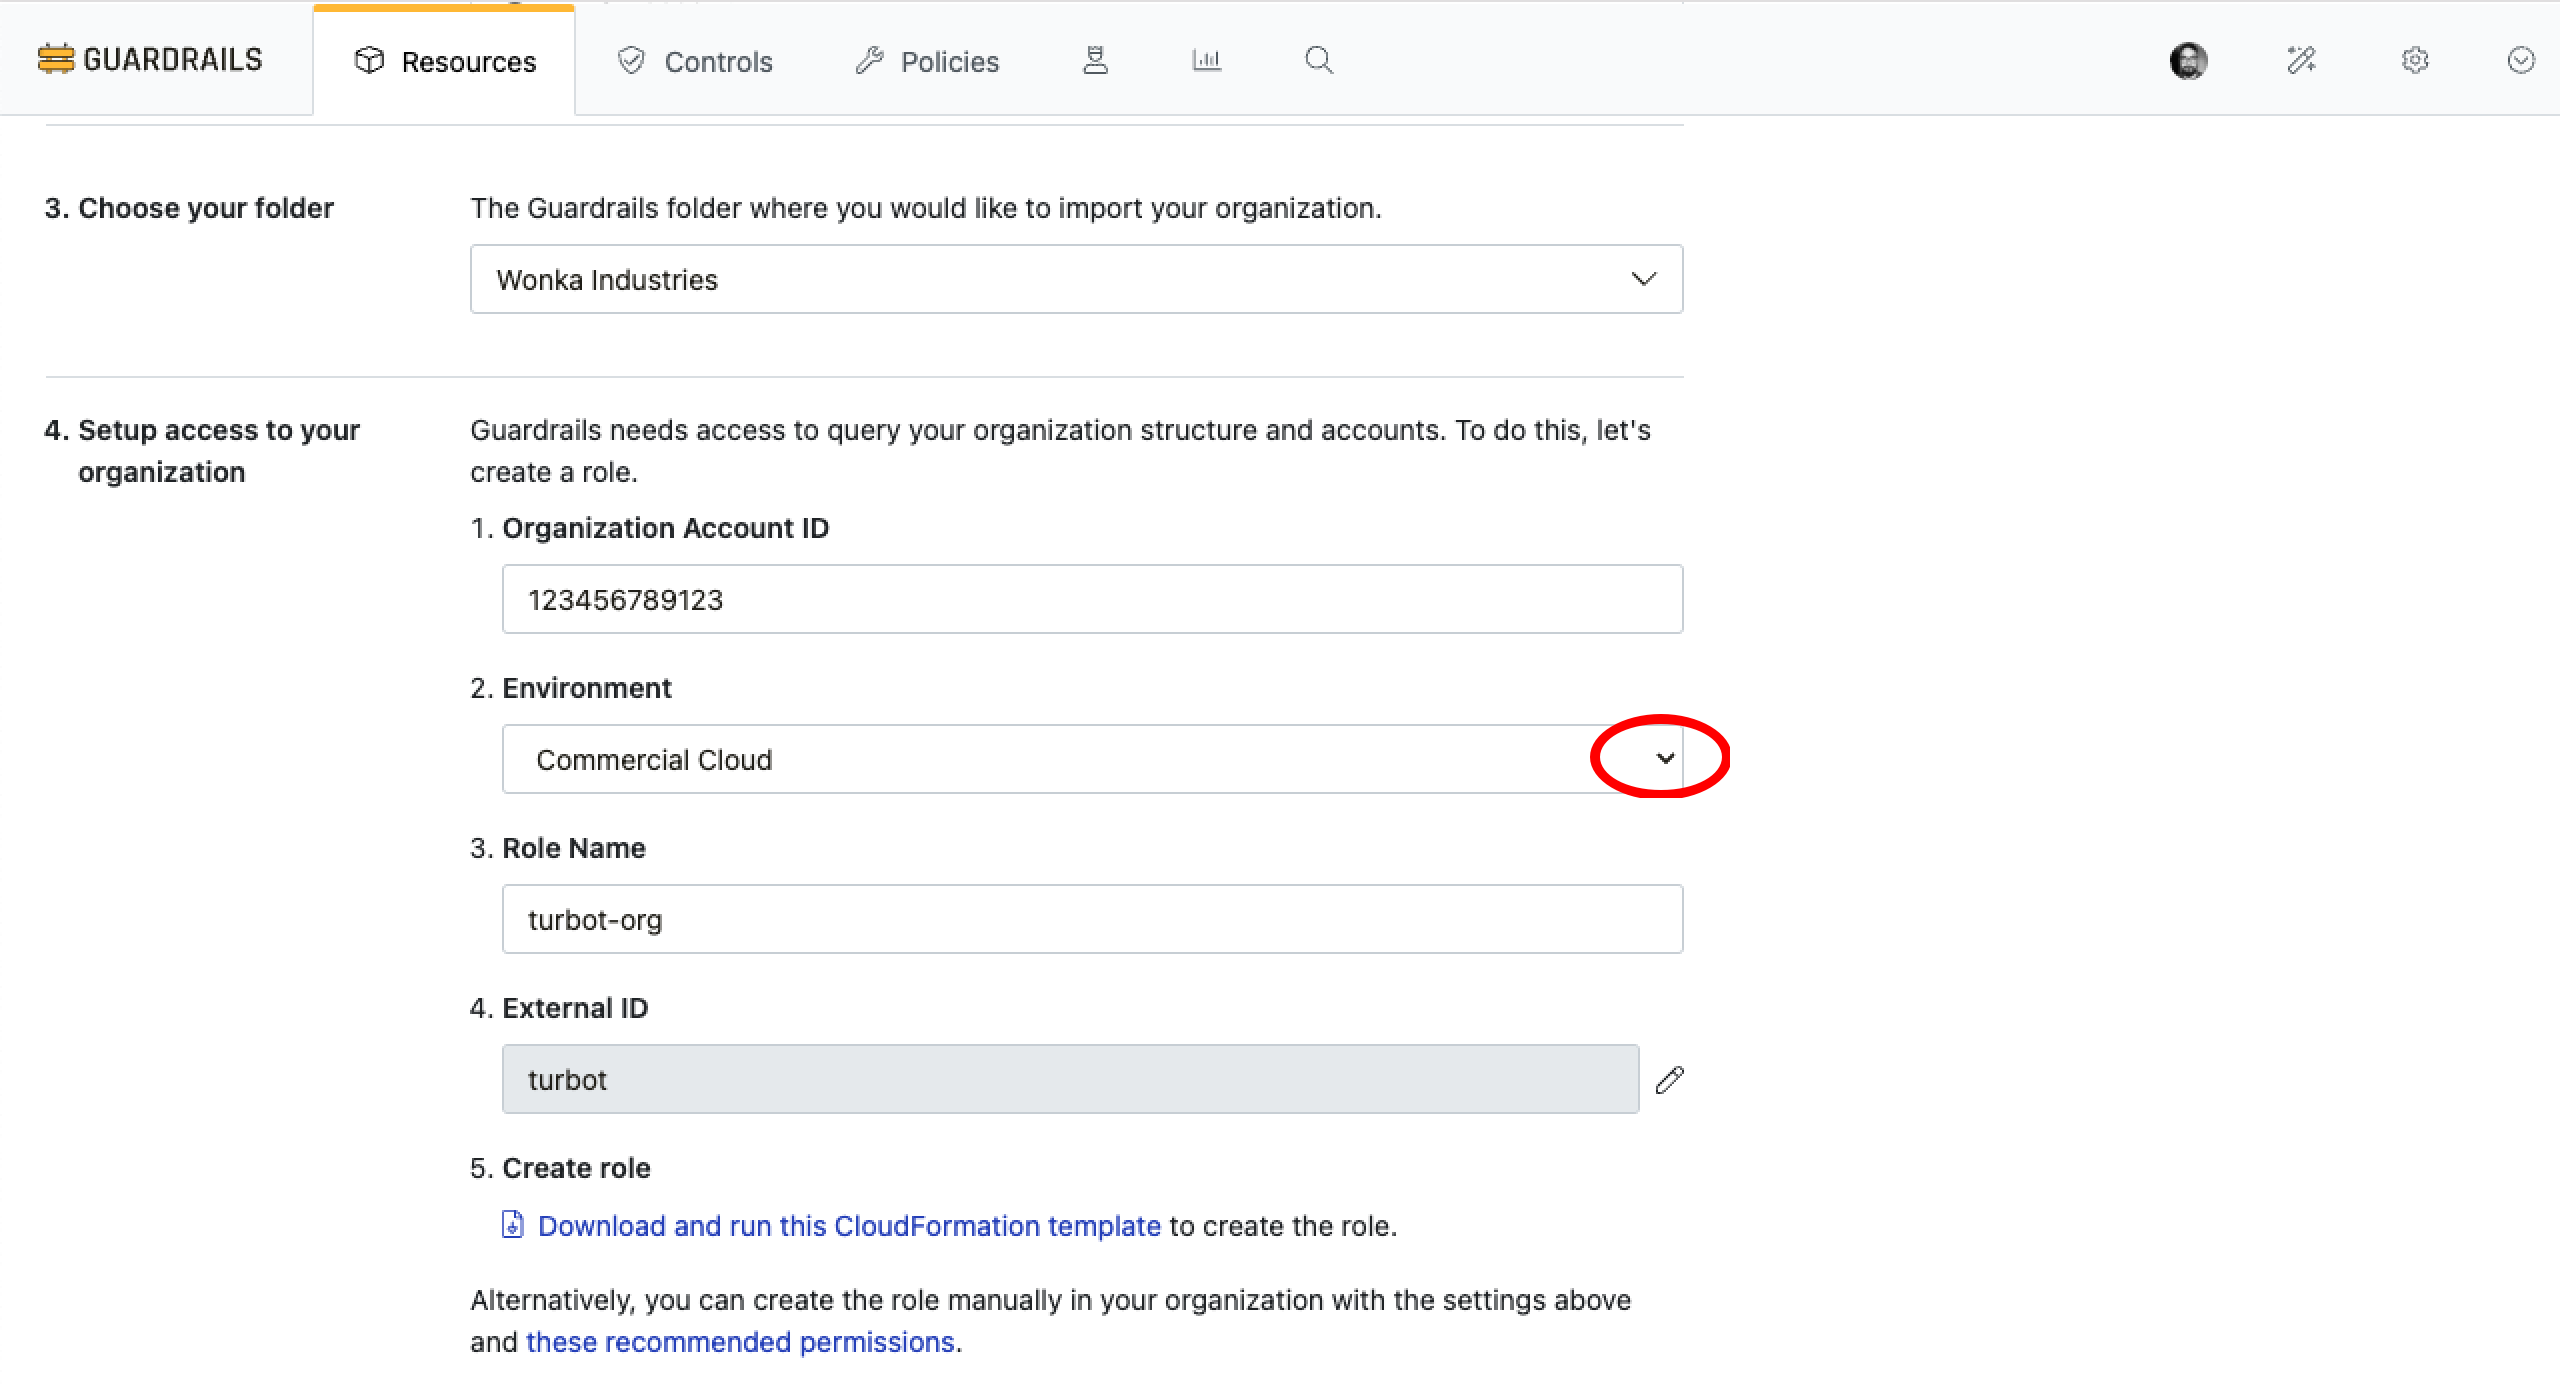 GUARDRAILS
Resources
Controls
Policies
3. Choose your folder
The Guardrails folder where you would like to import your organization.
Wonka Industries
4. Setup access to your
organization
Guardrails needs access to query your organization structure and accounts. To do this, let's
create a role.
1. Organization Account ID
123456789123
2. Environment
Commercial Cloud
3. Role Name
turbot-org
4. External ID
turbot
5. Create role
Download and run this CloudFormation template to create the role.
Alternatively, you can create the role manually in your organization with the settings above
and these recommended permissions.